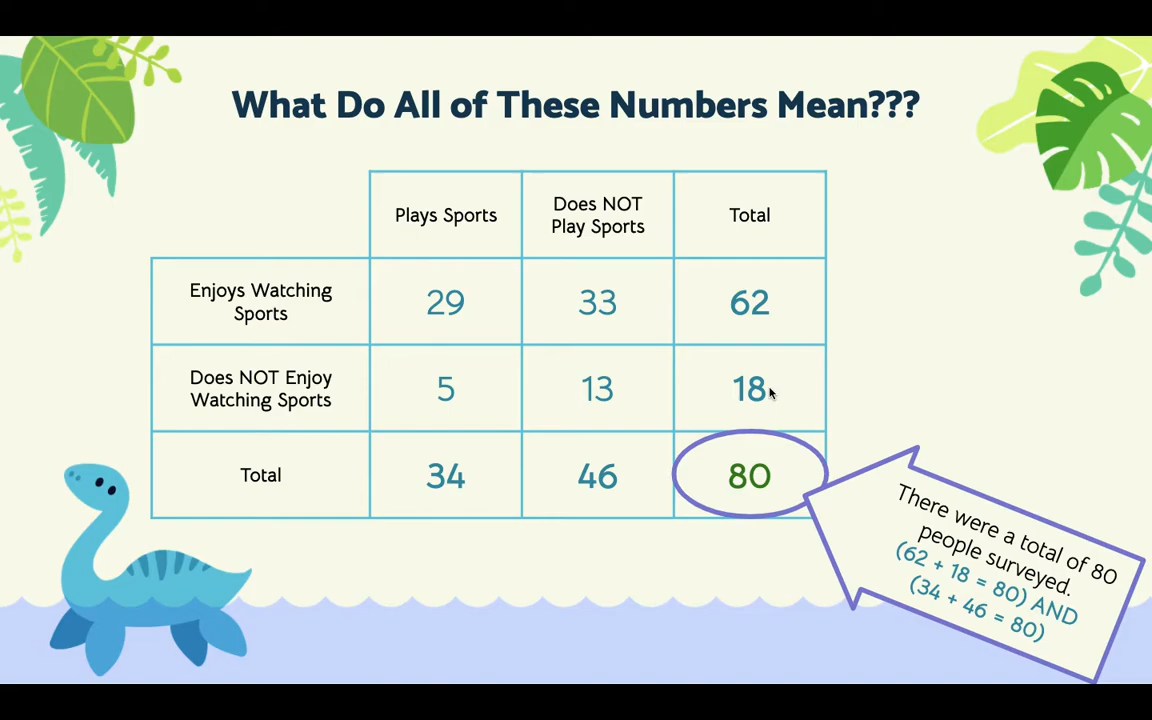 What Do All of These Numbers Mean???
Plays Sports
Does NOT
Play Sports
Total
Enjoys Watching
Sports
29
33
62
Does NOT Enjoy
Watching Sports
5
13
18
Total
34
46
80
There were a total of 80
people surveyed.
(62 + 18 = 80) AND
(34 + 46 = 80)